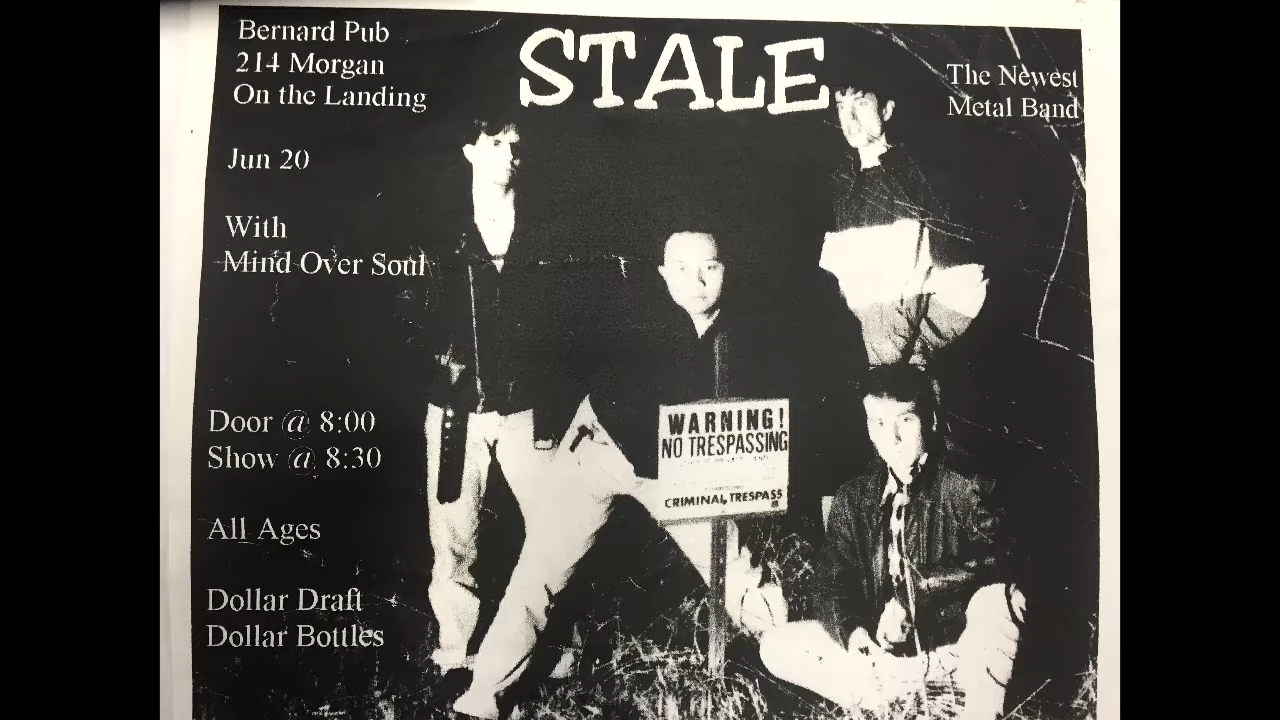 Bernard Pub
214 Morgan
On the Landing
STALE
The Newest
Metal Band
Jun 20
With
Mind Over Soul
Door @ 8:00
Show @ 8:30
All Ages
Dollar Draft
Dollar Bottles
WARNING!
NO TRESPASSING
CRIMINAL TRESPASS